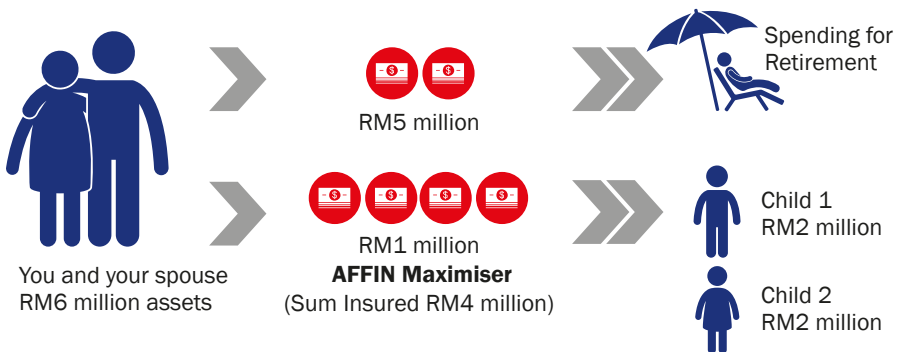 Spending for
Retirement
RM5 million
RM1 million
AFFIN Maximiser
(Sum Insured RM4 million)
You and your spouse
RM6 million assets
Child 1
RM2 million
Child 2
RM2 million